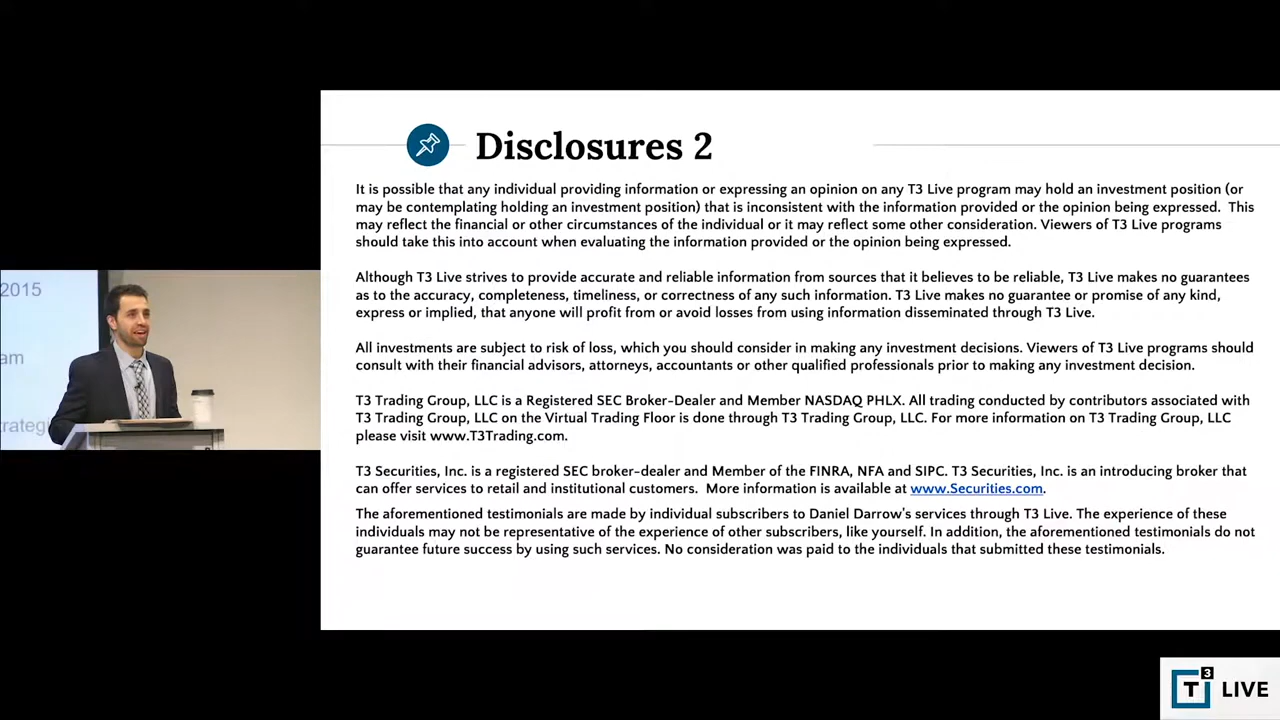 Disclosures 2
It is possible that any individual providing information or expressing an opinion on any T3 Live program may hold an investment position (or
may be contemplating holding an investment position) that is inconsistent with the information provided or the opinion being expressed. This
may reflect the financial or other circumstances of the individual or it may reflect some other consideration. Viewers of T3 Live programs
should take this into account when evaluating the information provided or the opinion being expressed.
Although T3 Live strives to provide accurate and reliable information from sources that it believes to be reliable, T3 Live makes no guarantees
as to the accuracy, completeness, timeliness, or correctness of any such information. T3 Live makes no guarantee or promise of any kind,
express or implied, that anyone will profit from or avoid losses from using information disseminated through T3 Live.
All investments are subject to risk of loss, which you should consider in making any investment decisions. Viewers of T3 Live programs should
consult with their financial advisors, attorneys, accountants or other qualified professionals prior to making any investment decision.
T3 Trading Group, LLC is a Registered SEC Broker-Dealer and Member NASDAQ PHLX. All trading conducted by contributors associated with
T3 Trading Group, LLC on the Virtual Trading Floor is done through T3 Trading Group, LLC. For more information on T3 Trading Group, LLC
please visit www.T3Trading.com.
T3 Securities, Inc. is a registered SEC broker-dealer and Member of the FINRA, NFA and SIPC. T3 Securities, Inc. is an introducing broker that
can offer services to retail and institutional customers. More information is available at www.Securities.com.
The aforementioned testimonials are made by individual subscribers to Daniel Darrow's services through T3 Live. The experience of these
individuals may not be representative of the experience of other subscribers, like yourself. In addition, the aforementioned testimonials do not
guarantee future success by using such services. No consideration was paid to the individuals that submitted these testimonials.
2015
am
strateg
T3 LIVE